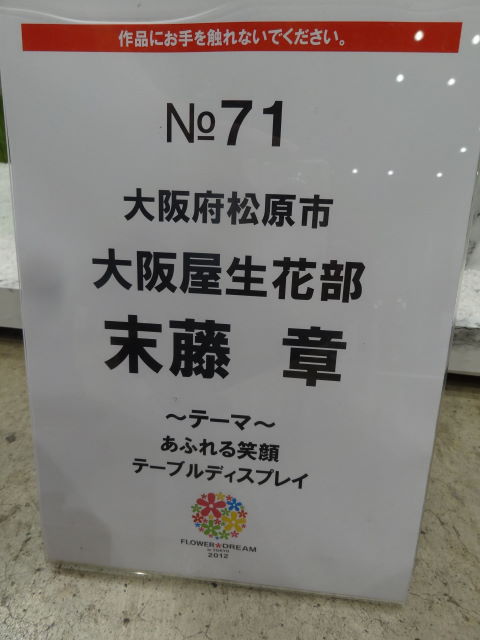 作品にお手を触れないでください。
№71
大阪府松原市
大阪屋生花部
末藤 章
～テーマ～
あふれる笑顔
テーブルディスプレイ
FLOWER DREAM
in TOKYO
2012